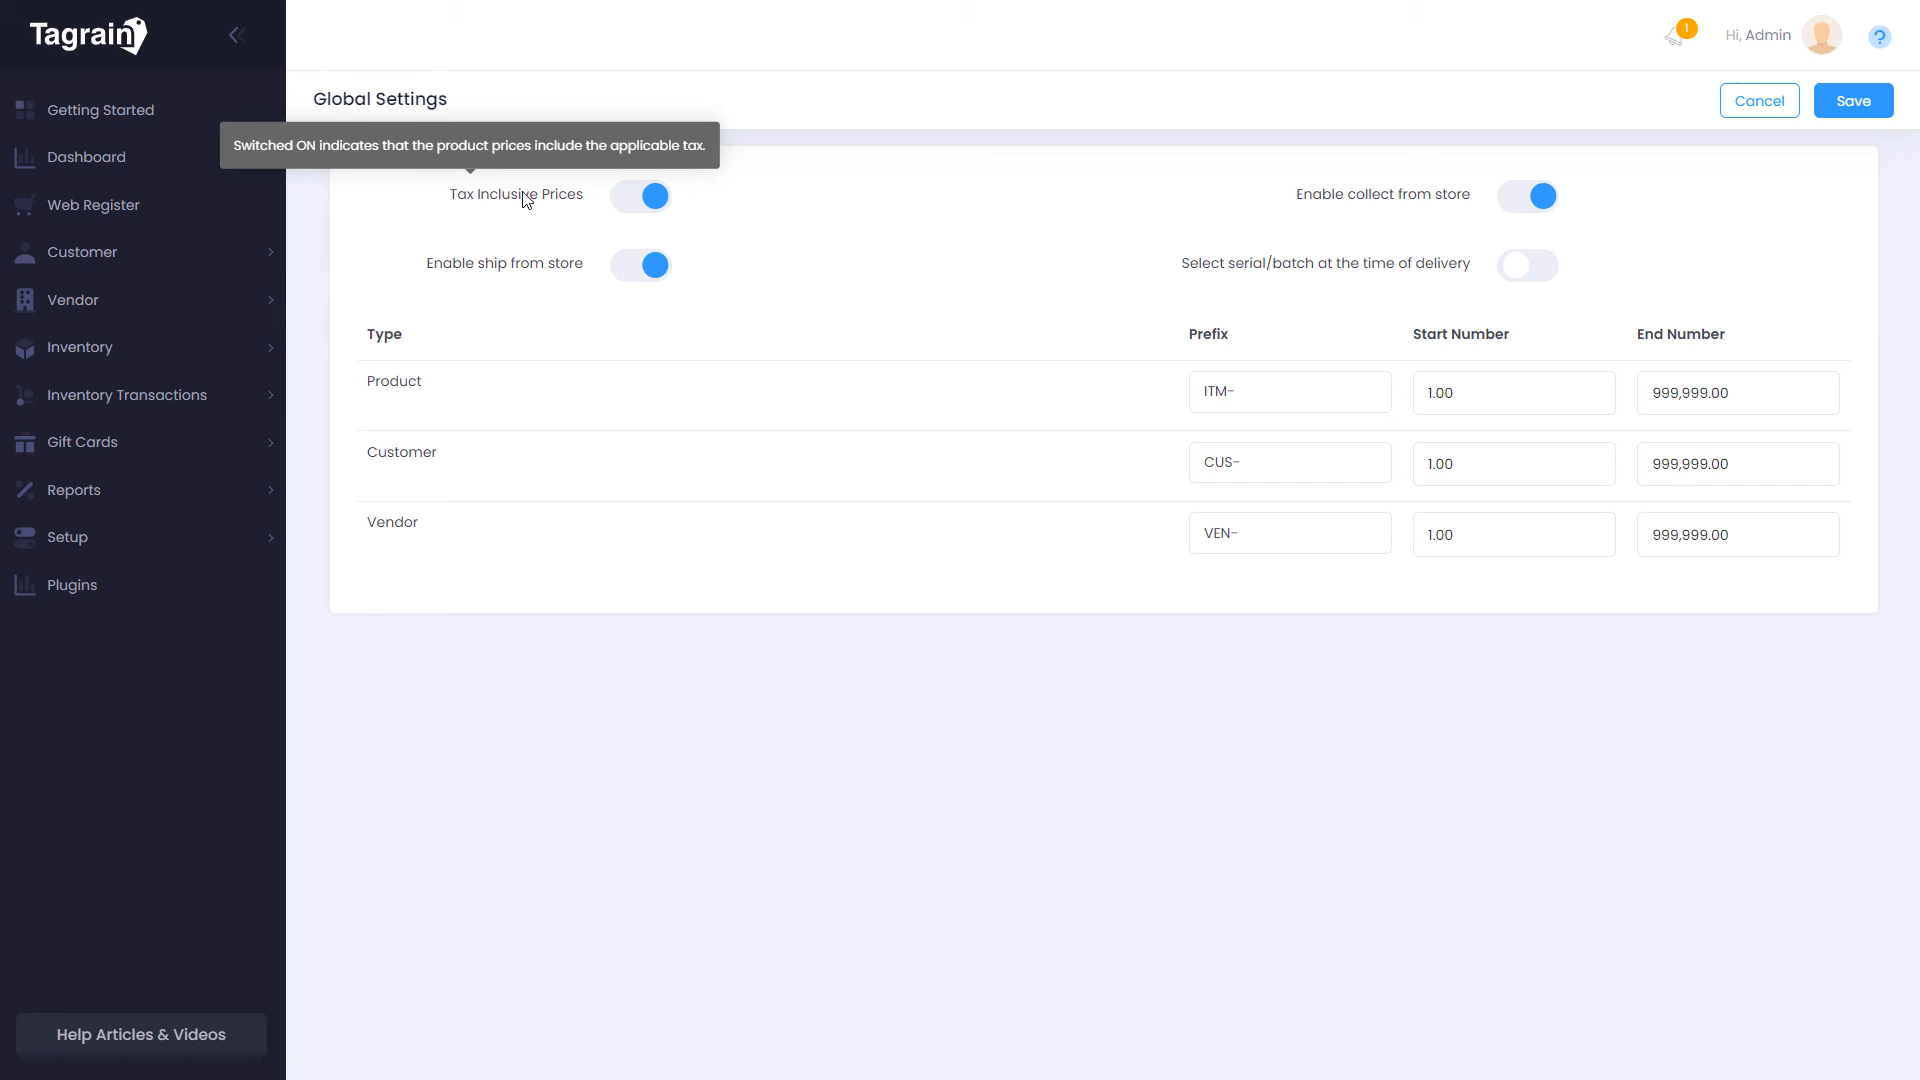 Tagrain
1
Hi, Admin
?
Global Settings
Cancel
Save
Getting Started
Dashboard
Web Register
Customer
Vendor
Inventory
Inventory Transactions
Gift Cards
Reports
Setup
Plugins
Help Articles & Videos
Switched ON indicates that the product prices include the applicable tax.
Tax Inclusive Prices
Enable collect from store
Enable ship from store
Select serial/batch at the time of delivery
Type Prefix Start Number End Number
Product ITM- 1.00 999,999.00
Customer CUS- 1.00 999,999.00
Vendor VEN- 1.00 999,999.00